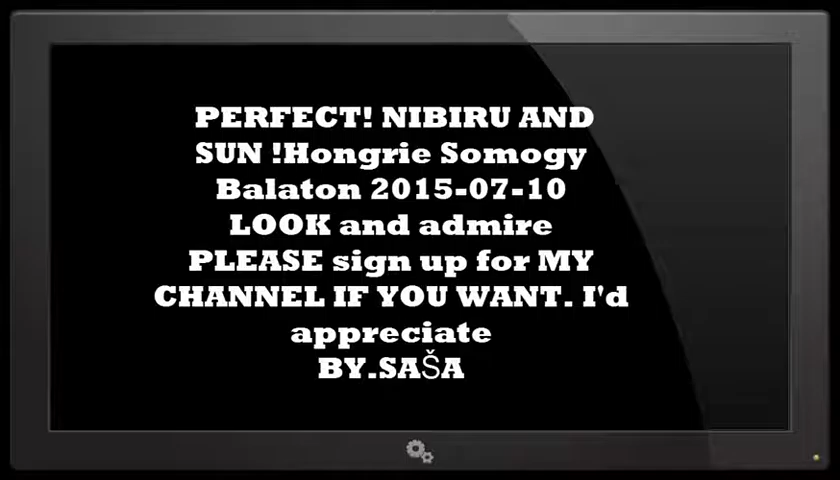 PERFECT! NIBIRU AND
SUN !Hongrie Somogy
Balaton 2015-07-10
LOOK and admire
PLEASE sign up for MY
CHANNEL IF YOU WANT. I'd
appreciate
BY.SAŠA